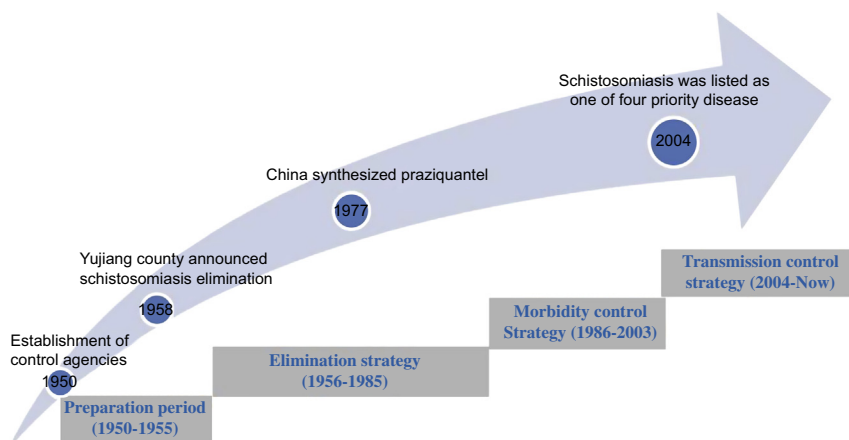 Schistosomiasis was listed as
one of four priority disease
2004
China synthesized praziquantel
1977
Yujiang county announced
schistosomiasis elimination
1958
Establishment of
control agencies
1950
Transmission control
strategy (2004-Now)
Morbidity control
Strategy (1986-2003)
Elimination strategy
(1956-1985)
Preparation period
(1950-1955)